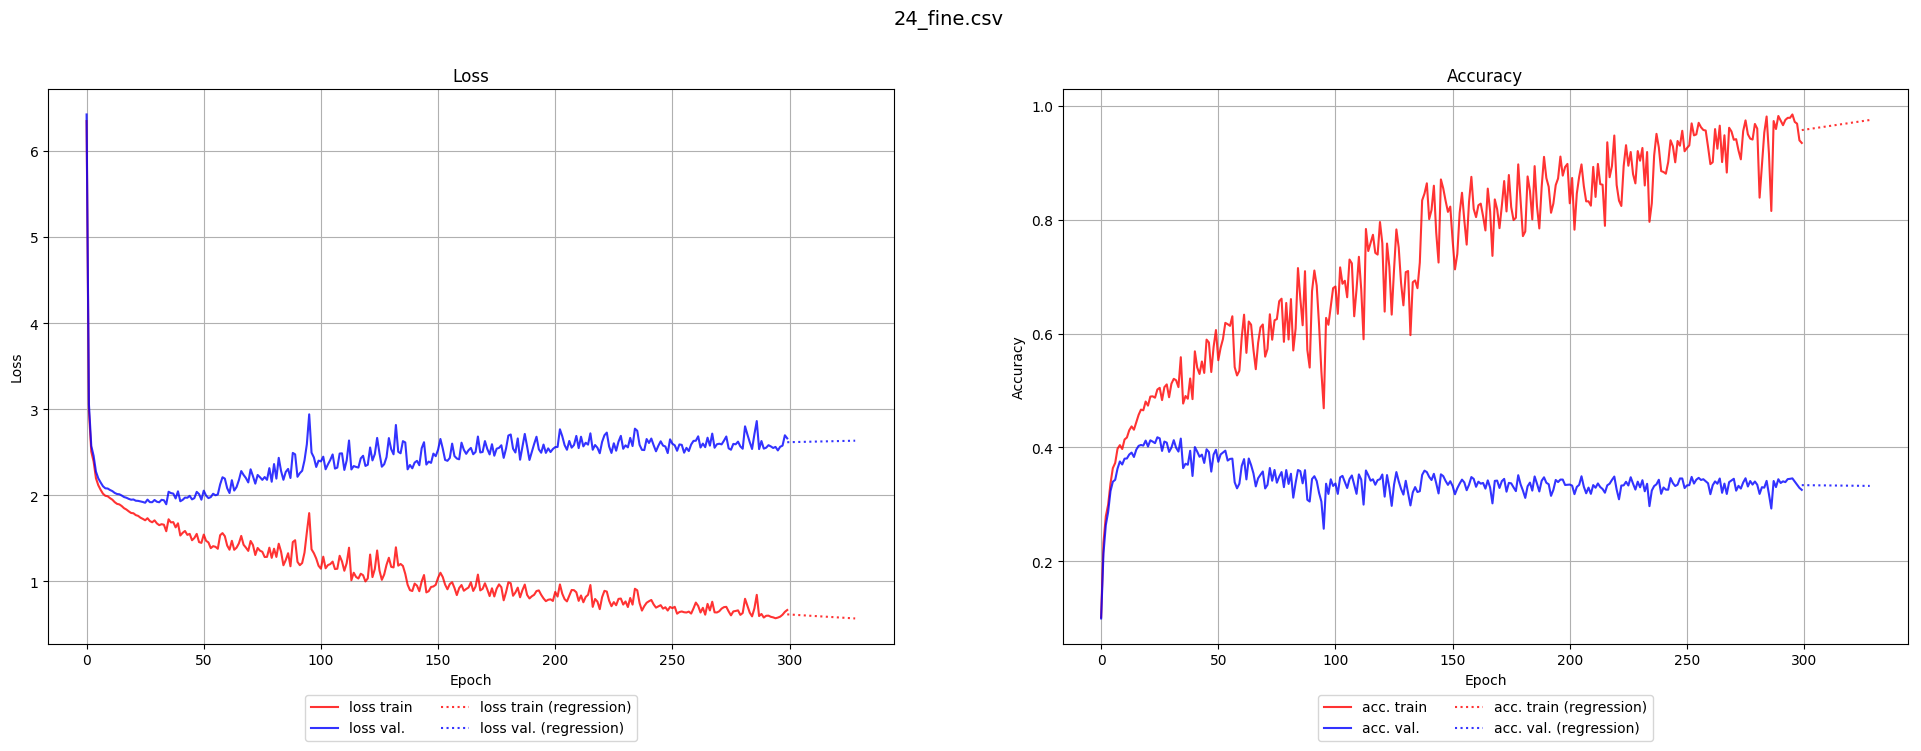 24_fine.csv
Loss
Loss
6
5
4
3
2
1
0 50 100 150 200 250 300
Epoch
loss train loss train (regression)
loss val. loss val. (regression)
Accuracy
Accuracy
1.0
0.8
0.6
0.4
0.2
0 50 100 150 200 250 300
Epoch
acc. train acc. train (regression)
acc. val. acc. val. (regression)